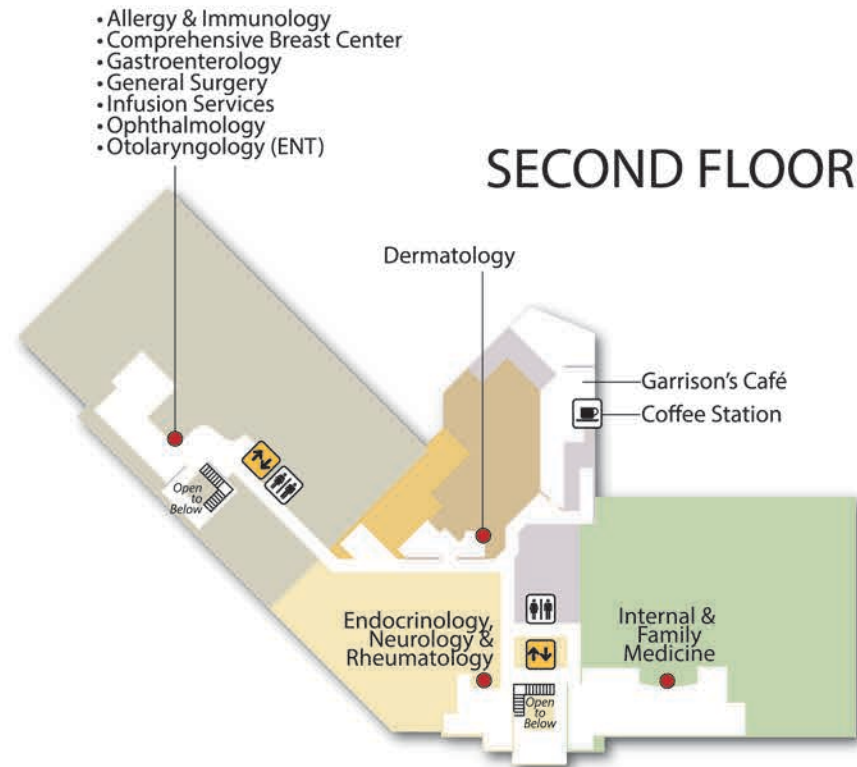 • Allergy & Immunology
• Comprehensive Breast Center
• Gastroenterology
• General Surgery
• Infusion Services
• Ophthalmology
• Otolaryngology (ENT)
SECOND FLOOR
Dermatology
Garrison's Café
Coffee Station
Open
to
Below
Endocrinology,
Neurology &
Rheumatology
Internal &
Family
Medicine
Open
to
Below